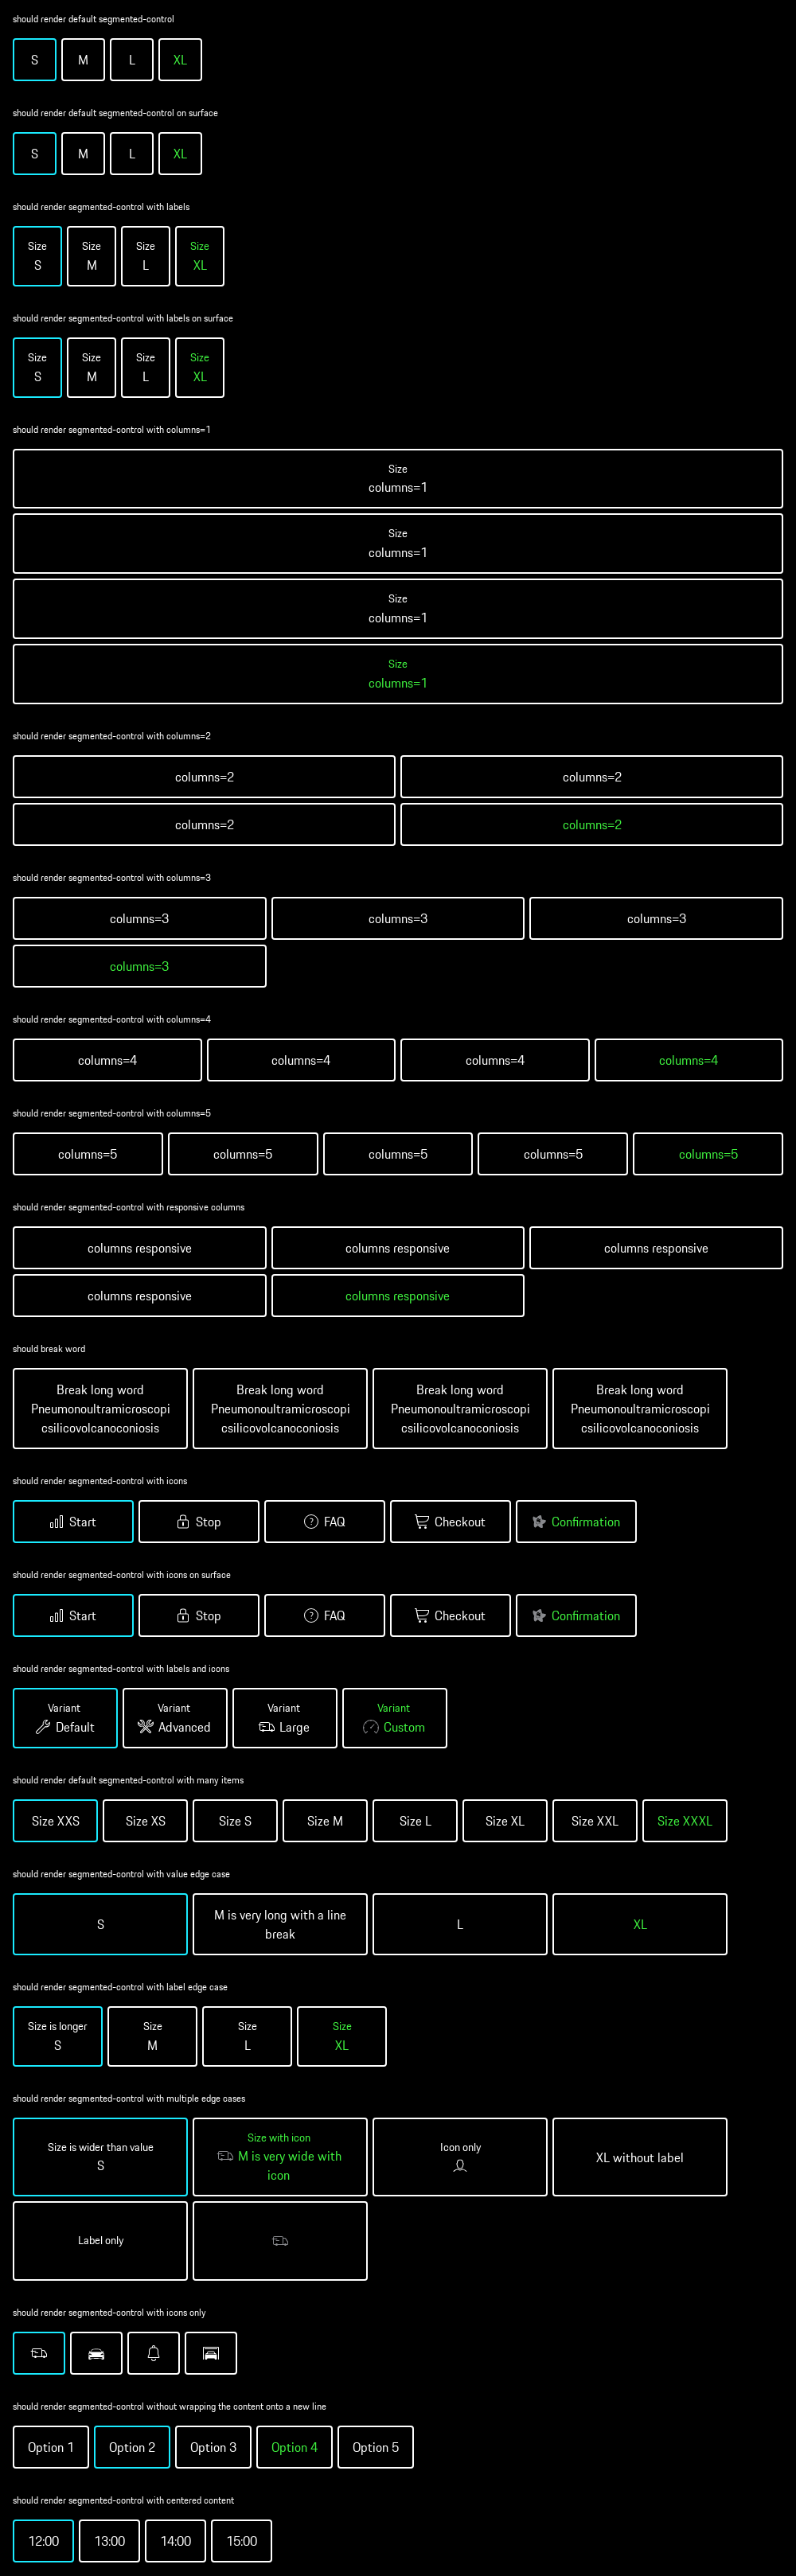 should render default segmented-control
S M L XL
should render default segmented-control on surface
S M L XL
should render segmented-control with labels
Size Size Size Size
S M L XL
should render segmented-control with labels on surface
Size Size Size Size
S M L XL
should render segmented-control with columns=1
Size
columns=1
Size
columns=1
Size
columns=1
Size
columns=1
should render segmented-control with columns=2
columns=2 columns=2
columns=2 columns=2
should render segmented-control with columns=3
columns=3 columns=3 columns=3
columns=3
should render segmented-control with columns=4
columns=4 columns=4 columns=4 columns=4
should render segmented-control with columns=5
columns=5 columns=5 columns=5 columns=5 columns=5
should render segmented-control with responsive columns
columns responsive columns responsive columns responsive
columns responsive columns responsive
should break word
Break long word Break long word Break long word Break long word
Pneumonoultramicroscopi Pneumonoultramicroscopi Pneumonoultramicroscopi Pneumonoultramicroscopi
csilicovolcanoconiosis csilicovolcanoconiosis csilicovolcanoconiosis csilicovolcanoconiosis
should render segmented-control with icons
Start Stop FAQ Checkout Confirmation
should render segmented-control with icons on surface
Start Stop FAQ Checkout Confirmation
should render segmented-control with labels and icons
Variant Variant Variant Variant
Default Advanced Large Custom
should render default segmented-control with many items
Size XXS Size XS Size S Size M Size L Size XL Size XXL Size XXXL
should render segmented-control with value edge case
S M is very long with a line L XL
break
should render segmented-control with label edge case
Size is longer Size Size Size
S M L XL
should render segmented-control with multiple edge cases
Size is wider than value
S
Size with icon
M is very wide with
icon
Icon only
XL without label
Label only
should render segmented-control with icons only
should render segmented-control without wrapping the content onto a new line
Option 1 Option 2 Option 3 Option 4 Option 5
should render segmented-control with centered content
12:00 13:00 14:00 15:00